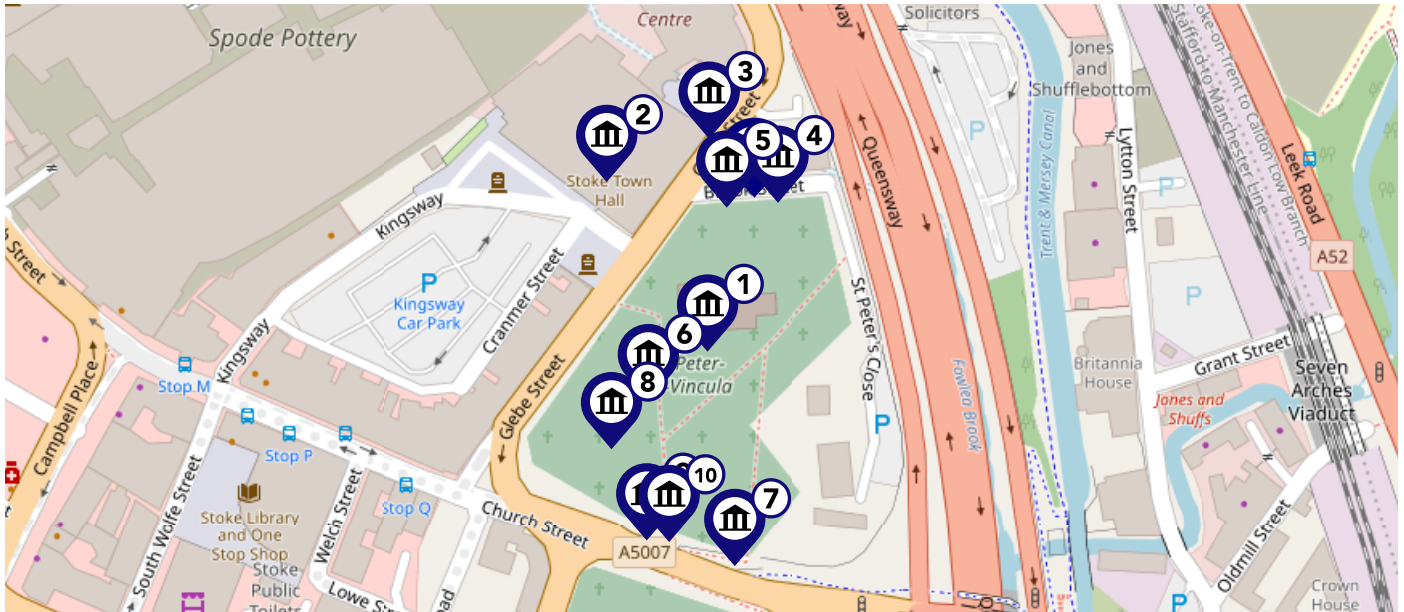 Spode Pottery
Centre
Solicitors
Jones
and
Shufflebottom
Stoke Town
Hall
Street
Kingsway
Kingsway
Car Park
P
Cranmer Street
Kingsway
Glebe Street
Campbell Place
Stop M
Stop P
Stop Q
South Wolfe Street
Welch Street
Stoke Library
and One
Stop Shop
Stoke
Public
Toilets
Church Street
A5007
Peter-
Vincula
St Peter's Close
P
Queensway
Fowlea Brook
Trent & Mersey Canal
Lytton Street
P
P
P
Stafford-to-Manchester Line
oke-on-Trent to Caldon Low Branch
Leek Road
A52
Grant Street
Britannia
House
Jones and
Shuffs
Seven
Arches
Viaduct
Oldmill Street
Crown
House
P
1
2
3
4
5
6
7
8
10